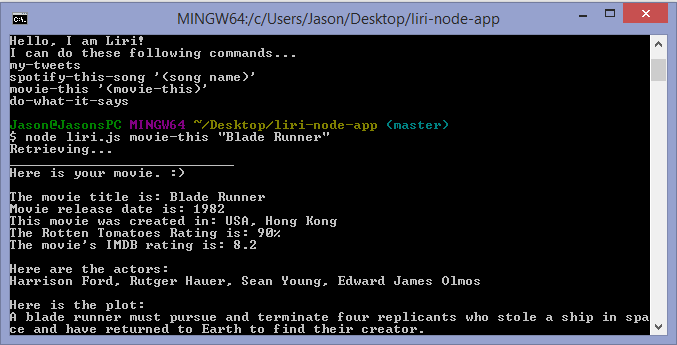 MINGW64:/c/Users/Jason/Desktop/liri-node-app
Hello, I am Liri!
I can do these following commands...
my-tweets
spotify-this-song '(song name)'
movie-this '(movie-this)'
do-what-it-says
Jason@JasonsPC MINGW64 ~/Desktop/liri-node-app (master)
$ node liri.js movie-this "Blade Runner"
Retrieving...
________________________________
Here is your movie. :)
The movie title is: Blade Runner
Movie release date is: 1982
This movie was created in: USA, Hong Kong
The Rotten Tomatoes Rating is: 90%
The movie's IMDB rating is: 8.2
Here are the actors:
Harrison Ford, Rutger Hauer, Sean Young, Edward James Olmos
Here is the plot:
A blade runner must pursue and terminate four replicants who stole a ship in spa
ce and have returned to Earth to find their creator.